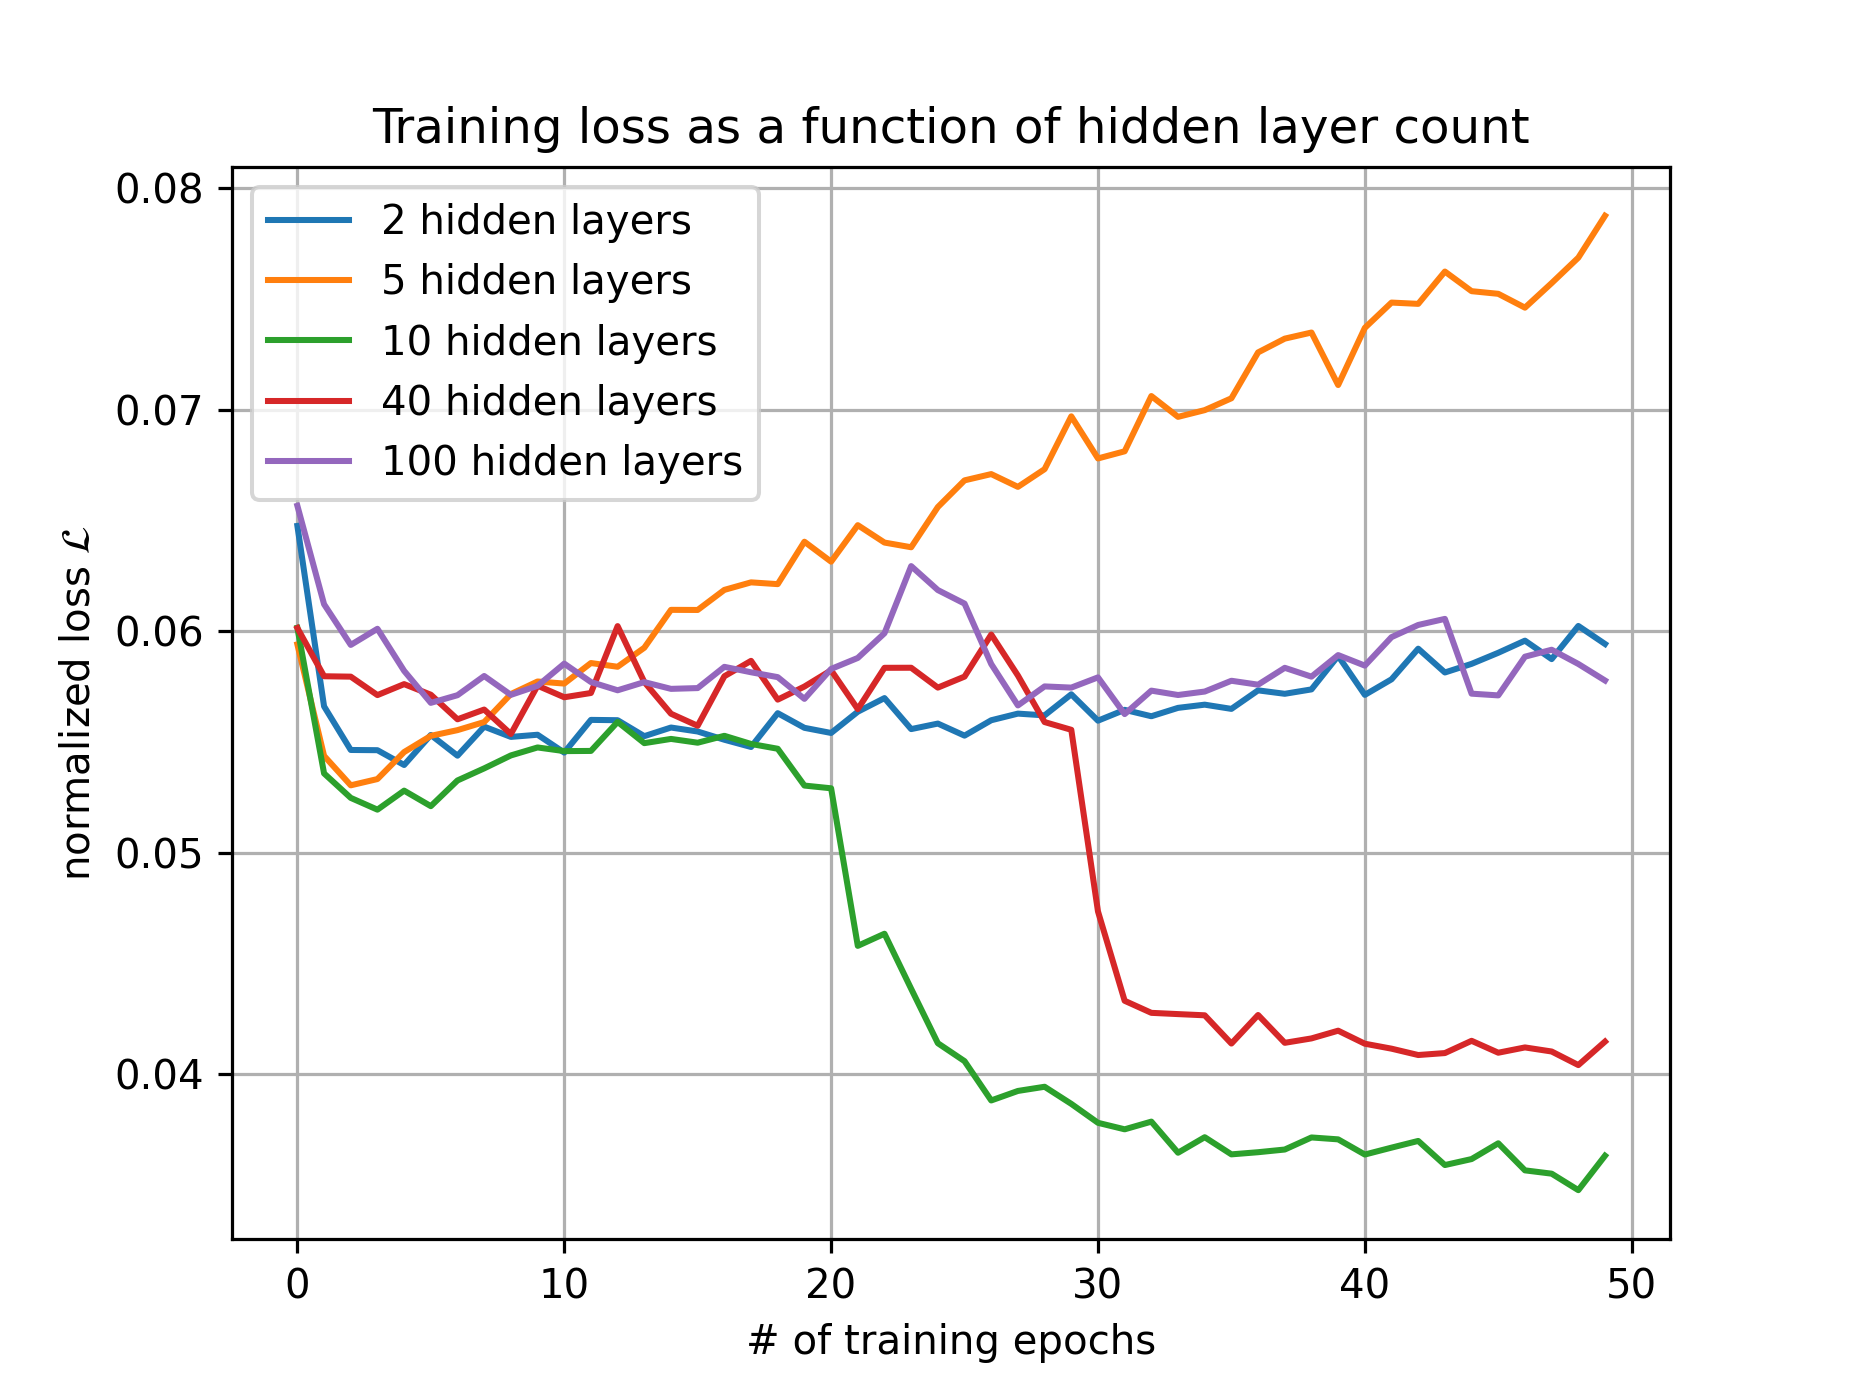 Training loss as a function of hidden layer count
0.08
0.07
0.06
0.05
0.04
normalized loss ℒ
2 hidden layers
5 hidden layers
10 hidden layers
40 hidden layers
100 hidden layers
0 10 20 30 40 50
# of training epochs